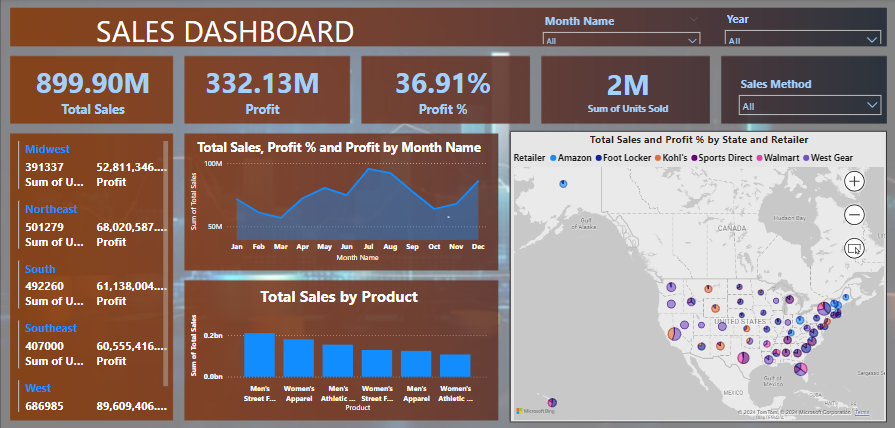 SALES DASHBOARD
Month Name
All
Year
All
899.90M
Total Sales
332.13M
Profit
36.91%
Profit %
2M
Sum of Units Sold
Sales Method
All
Midwest
391337 52,811,346....
Sum of U... Profit
Northeast
501279 68,020,587....
Sum of U... Profit
South
492260 61,138,004....
Sum of U... Profit
Southeast
407000 60,555,416....
Sum of U... Profit
West
686985 89,609,406....
Total Sales, Profit % and Profit by Month Name
Sum of Total Sales
100M
50M
Jan Feb Mar Apr May Jun Jul Aug Sep Oct Nov Dec
Month Name
Total Sales by Product
Sum of Total Sales
0.2bn
0.0bn
Men's Street F...
Women's Apparel
Men's Athletic ...
Women's Street F...
Men's Apparel
Women's Athletic ...
Product
Total Sales and Profit % by State and Retailer
Retailer Amazon Foot Locker Kohl's Sports Direct Walmart West Gear
Gulf
of Alaska
CANADA
Hudson Bay
UNITED STATES
Gulf of
Mexico
MEXICO
Sargasso S
Microsoft Bing
© 2024 TomTom, © 2024 Microsoft Corporation Terms